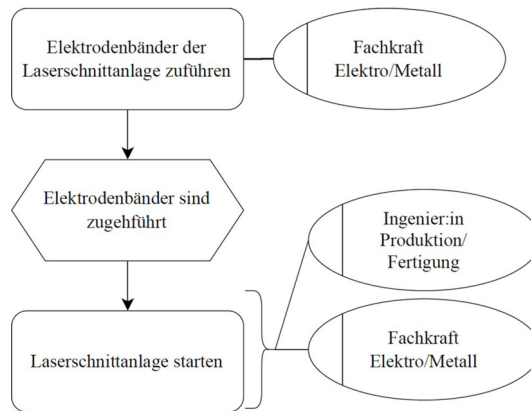 Elektrodenbänder der
Laserschnittanlage zuführen
Fachkraft
Elektro/Metall
Elektrodenbänder sind
zugehführt
Ingenier:in
Produktion/
Fertigung
Laserschnittanlage starten
Fachkraft
Elektro/Metall